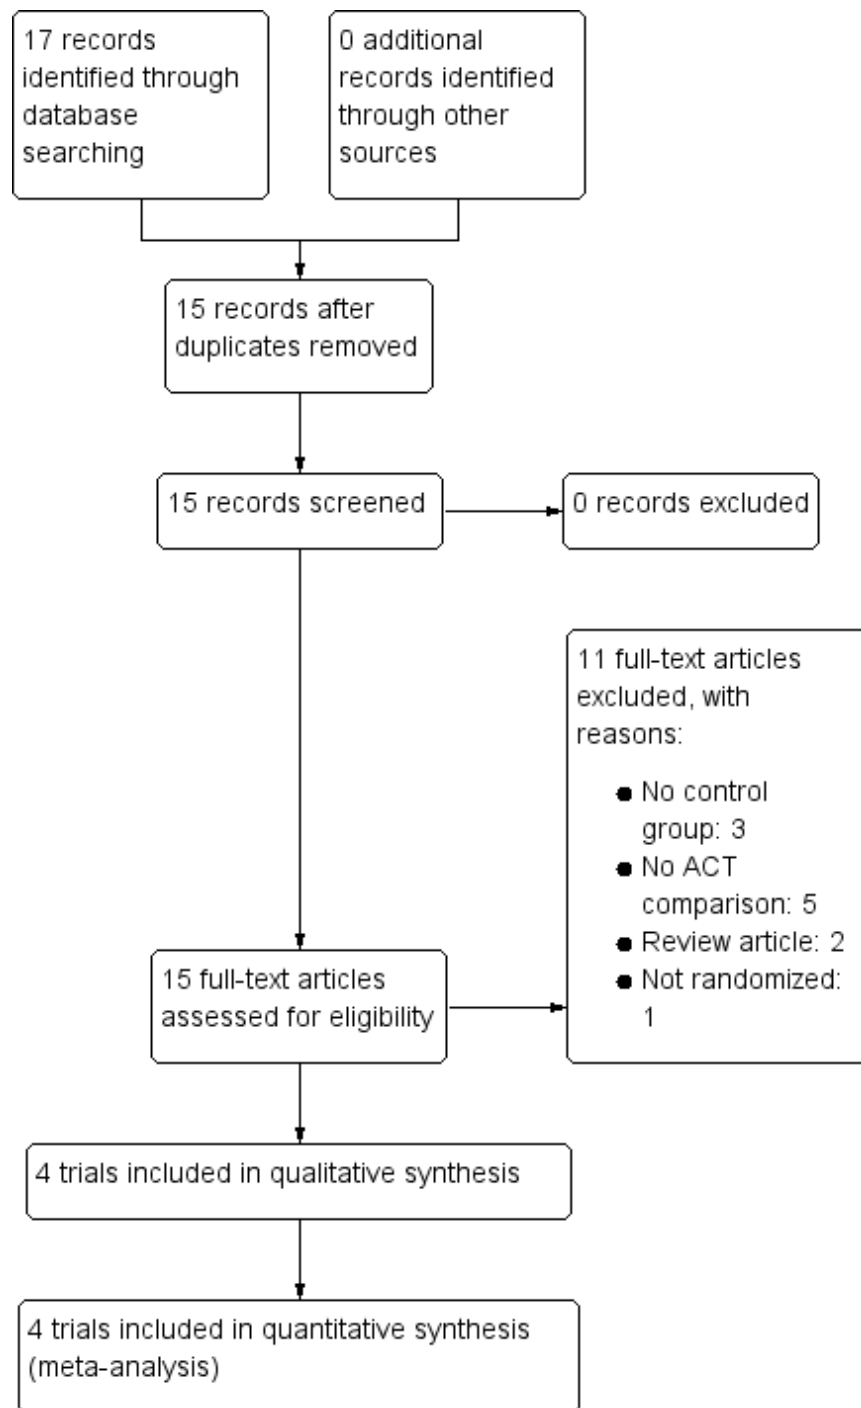 17 records
identified through
database
searching
0 additional
records identified
through other
sources
15 records after
duplicates removed
15 records screened
0 records excluded
11 full-text articles
excluded, with
reasons:
● No control
group: 3
● No ACT
comparison: 5
● Review article: 2
● Not randomized:
1
15 full-text articles
assessed for eligibility
4 trials included in qualitative synthesis
4 trials included in quantitative synthesis
(meta-analysis)